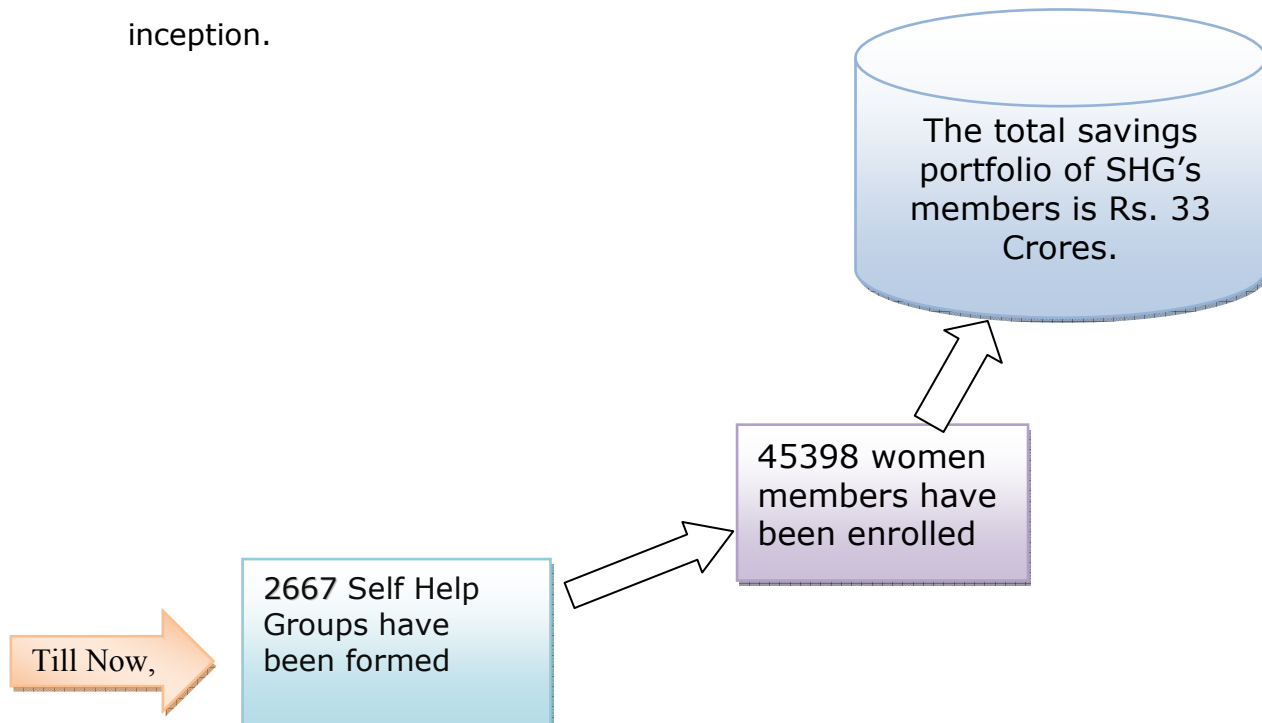 inception.
The total savings
portfolio of SHG’s
members is Rs. 33
Crores.
45398 women
members have
been enrolled
2667 Self Help
Groups have
been formed
Till Now,